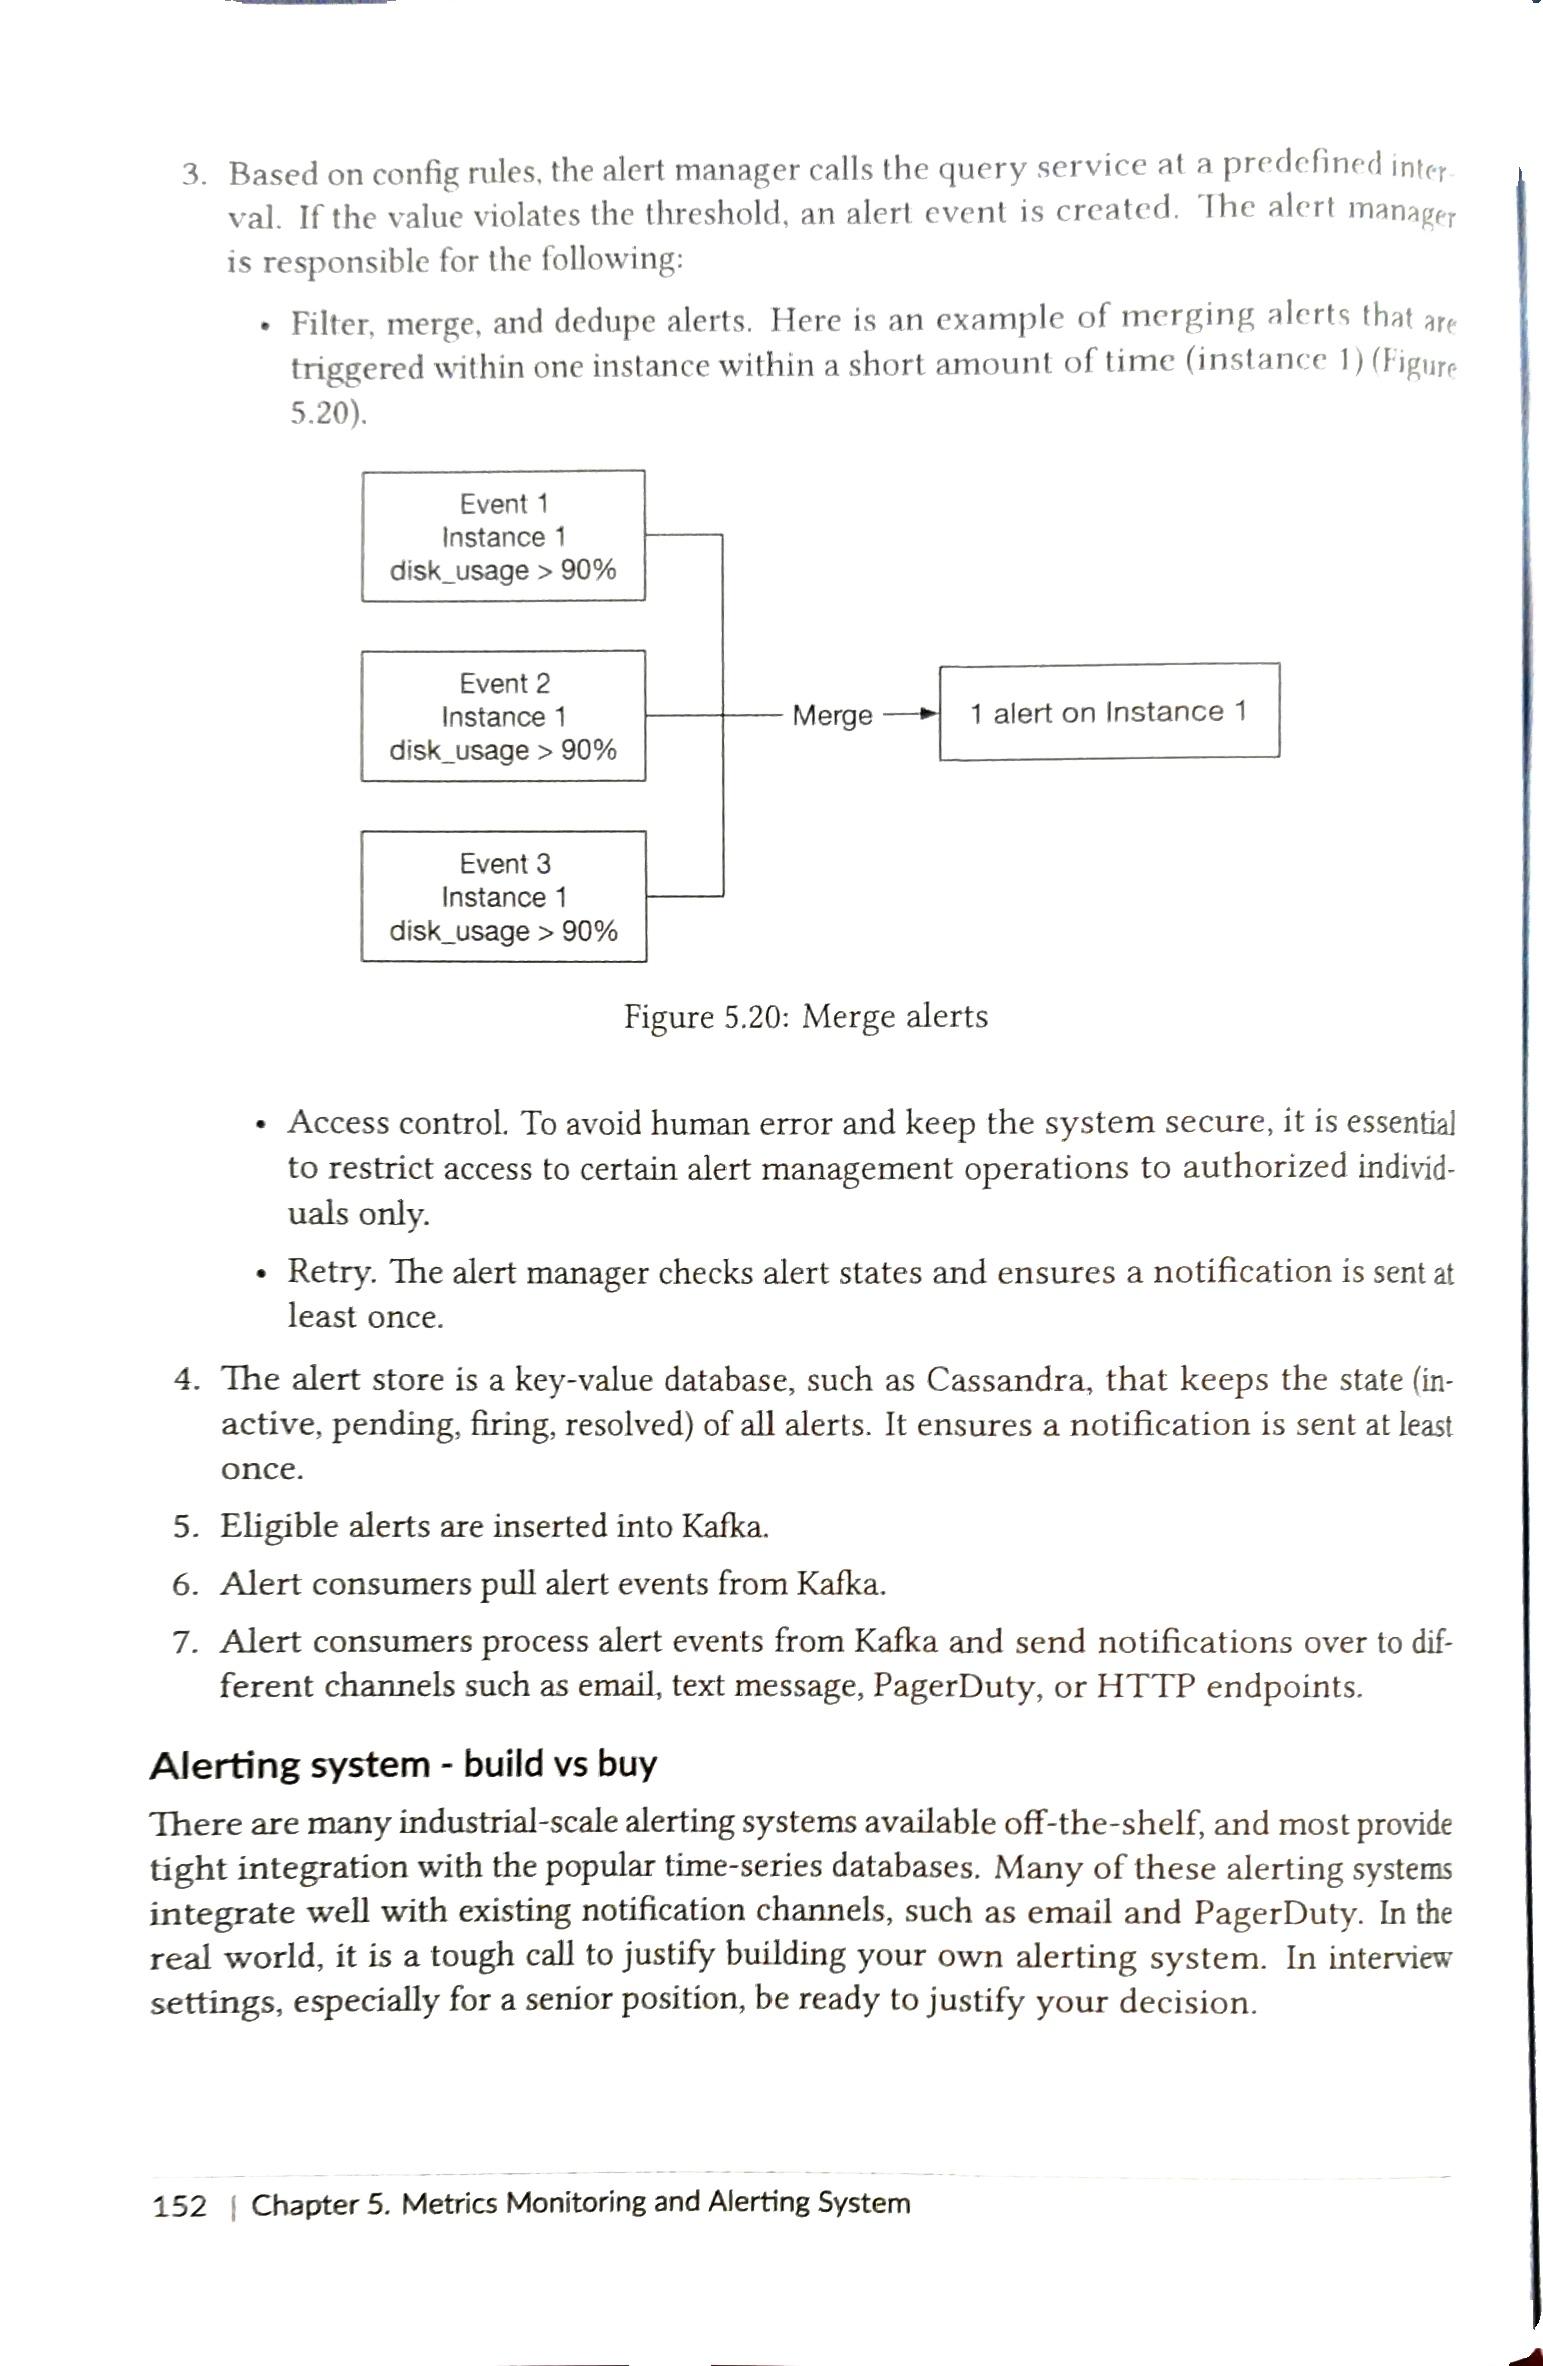 3. Based on config rules, the alert manager calls the query service at a predefined inter-
val. If the value violates the threshold, an alert event is created. The alert manager
is responsible for the following:
• Filter, merge, and dedupe alerts. Here is an example of merging alerts that are
triggered within one instance within a short amount of time (instance 1) (Figure
5.20).
Event 1
Instance 1
disk_usage > 90%
Event 2
Instance 1
disk_usage > 90%
Merge
1 alert on Instance 1
Event 3
Instance 1
disk_usage > 90%
Figure 5.20: Merge alerts
• Access control. To avoid human error and keep the system secure, it is essential
to restrict access to certain alert management operations to authorized individ-
uals only.
• Retry. The alert manager checks alert states and ensures a notification is sent at
least once.
4. The alert store is a key-value database, such as Cassandra, that keeps the state (in-
active, pending, firing, resolved) of all alerts. It ensures a notification is sent at least
once.
5. Eligible alerts are inserted into Kafka.
6. Alert consumers pull alert events from Kafka.
7. Alert consumers process alert events from Kafka and send notifications over to dif-
ferent channels such as email, text message, PagerDuty, or HTTP endpoints.
Alerting system - build vs buy
There are many industrial-scale alerting systems available off-the-shelf, and most provide
tight integration with the popular time-series databases. Many of these alerting systems
integrate well with existing notification channels, such as email and PagerDuty. In the
real world, it is a tough call to justify building your own alerting system. In interview
settings, especially for a senior position, be ready to justify your decision.
152 | Chapter 5. Metrics Monitoring and Alerting System